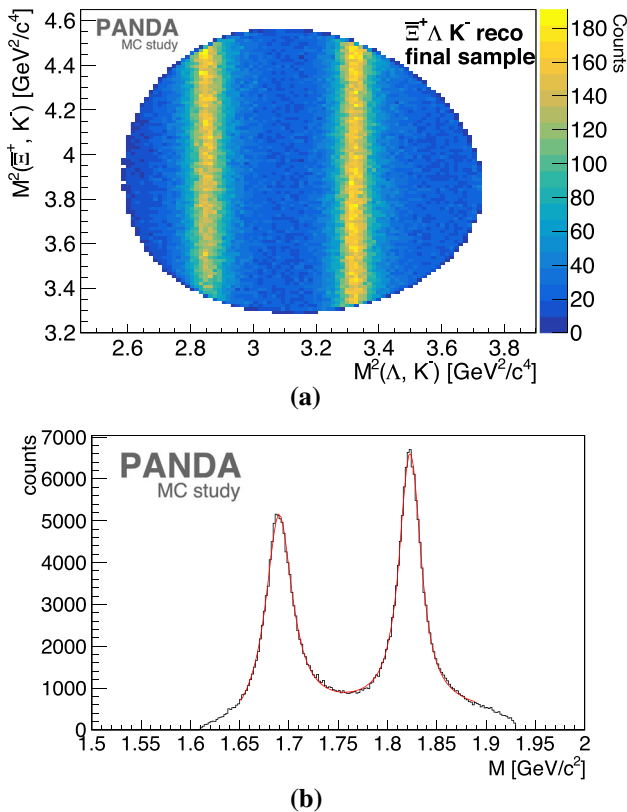 PANDA
MC study
Ξ̅⁺ Λ K⁻ reco
final sample
M²(Ξ̅⁺, K⁻) [GeV²/c⁴]
4.6
4.4
4.2
4
3.8
3.6
3.4
3.2
2.6 2.8 3 3.2 3.4 3.6 3.8
M²(Λ, K⁻) [GeV²/c⁴]
Counts
180
160
140
120
100
80
60
40
20
0
(a)
PANDA
MC study
counts
7000
6000
5000
4000
3000
2000
1000
0
1.5 1.55 1.6 1.65 1.7 1.75 1.8 1.85 1.9 1.95 2
M [GeV/c²]
(b)